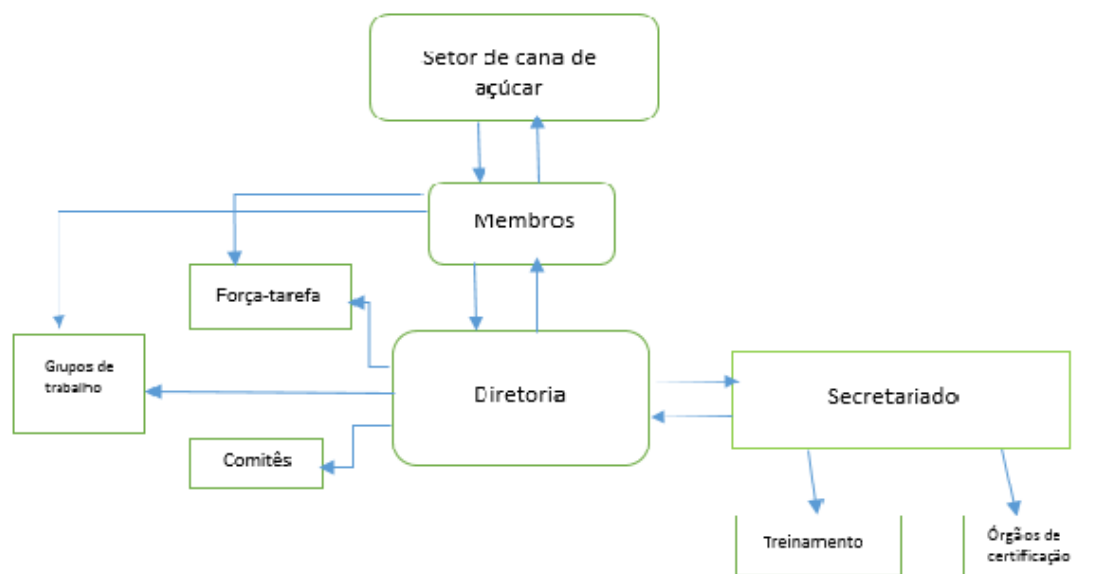 Setor de cana de
açúcar
Membros
Força-tarefa
Grupos de
trabalho
Diretoria
Secretariado
Comitês
Treinamento
Órgãos de
certificação